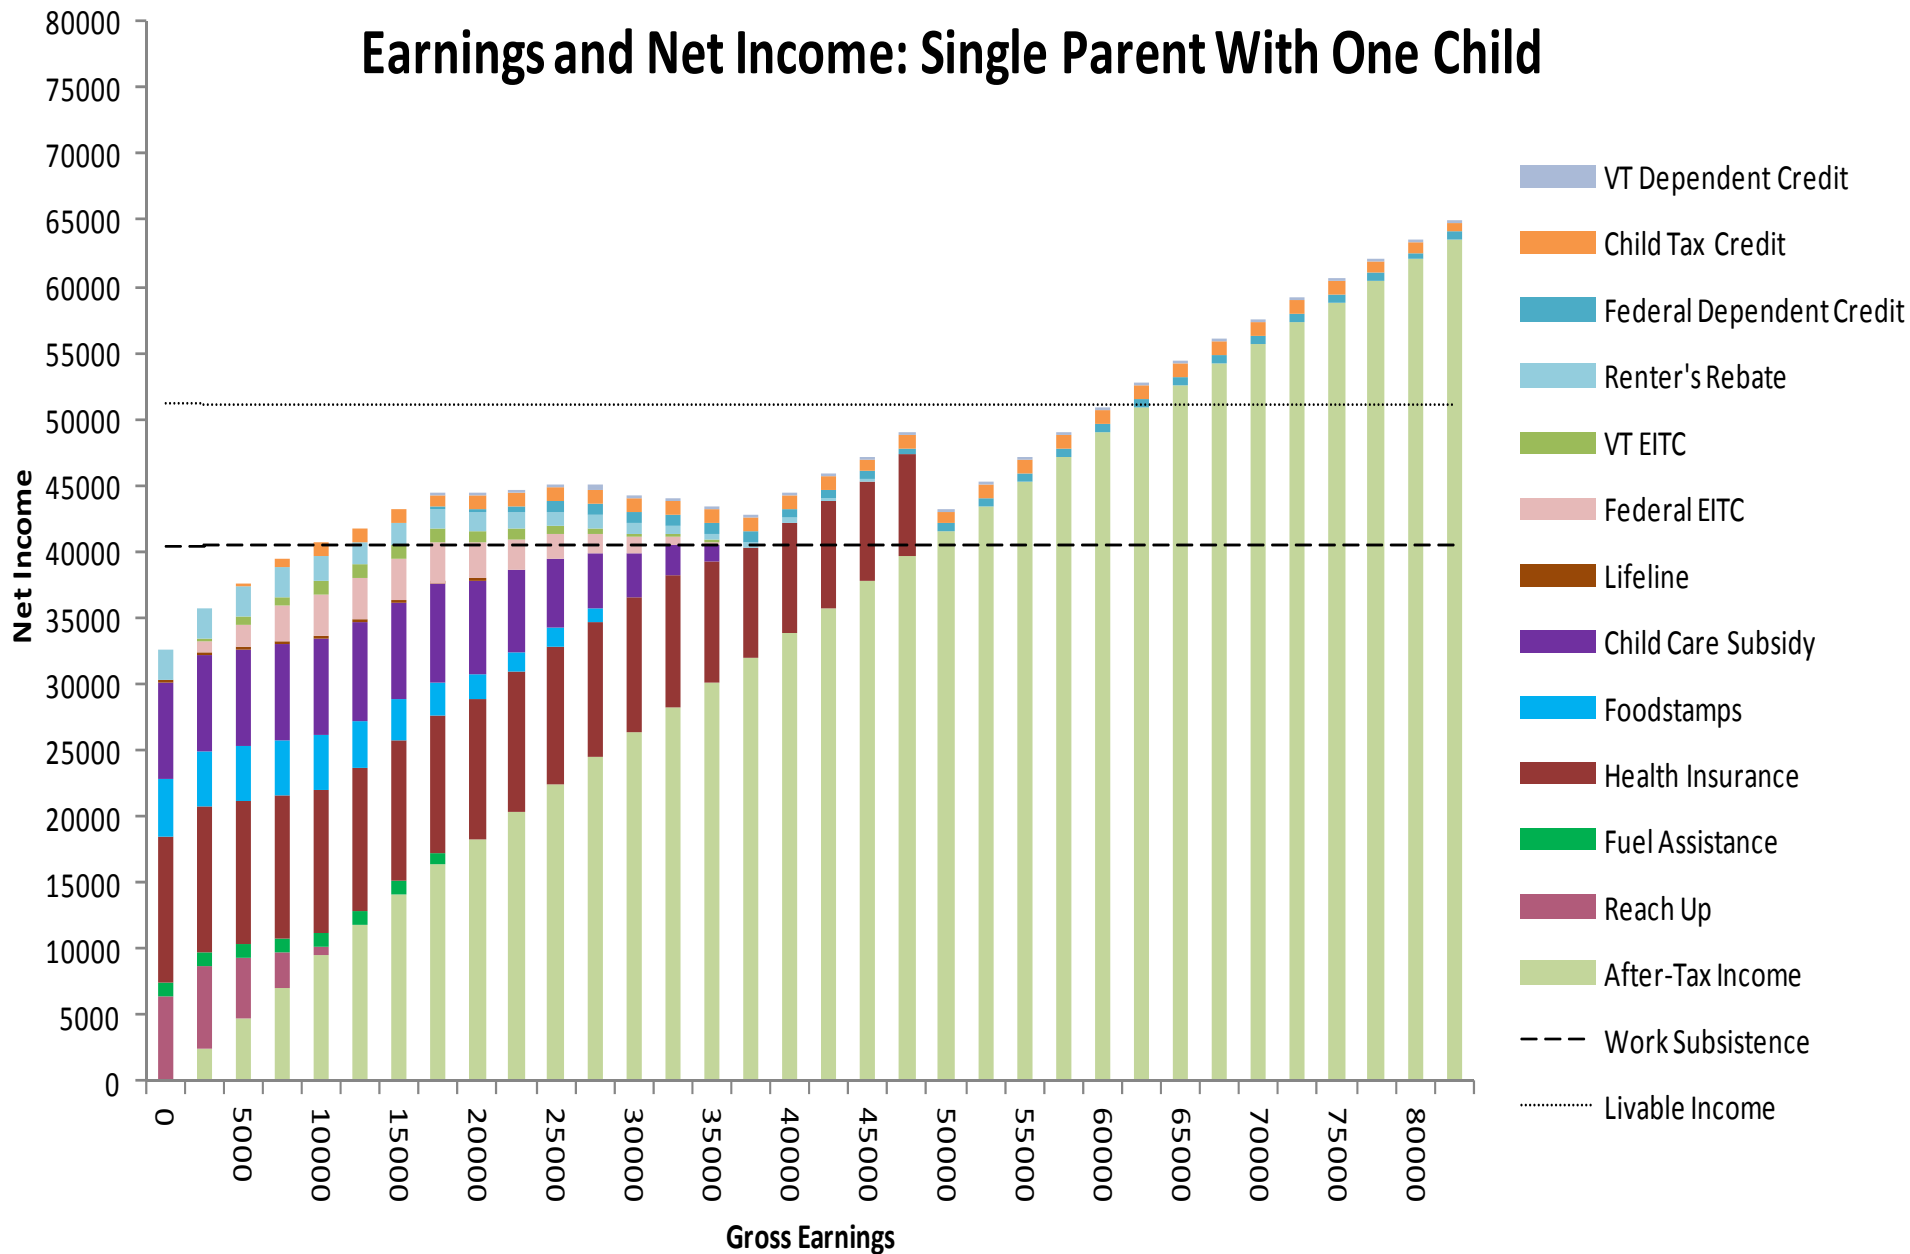 Earnings and Net Income: Single Parent With One Child
80000
75000
70000
65000
60000
55000
50000
45000
40000
35000
30000
25000
20000
15000
10000
5000
0
Net Income
0
5000
10000
15000
20000
25000
30000
35000
40000
45000
50000
55000
60000
65000
70000
75000
80000
Gross Earnings
VT Dependent Credit
Child Tax Credit
Federal Dependent Credit
Renter's Rebate
VT EITC
Federal EITC
Lifeline
Child Care Subsidy
Foodstamps
Health Insurance
Fuel Assistance
Reach Up
After-Tax Income
Work Subsistence
Livable Income